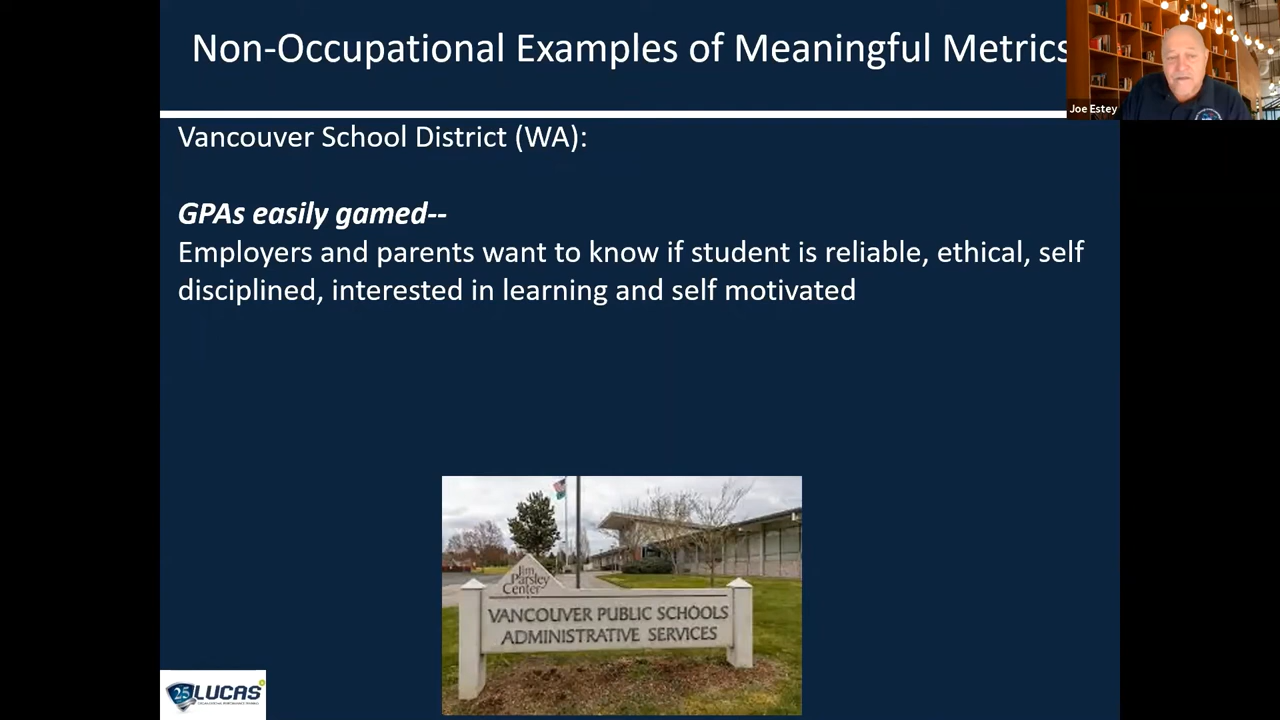 Non-Occupational Examples of Meaningful Metrics
Joe Estey
Vancouver School District (WA):
GPAs easily gamed--
Employers and parents want to know if student is reliable, ethical, self
disciplined, interested in learning and self motivated
Jim
Parsley
Center
VANCOUVER PUBLIC SCHOOLS
ADMINISTRATIVE SERVICES
25 LUCAS